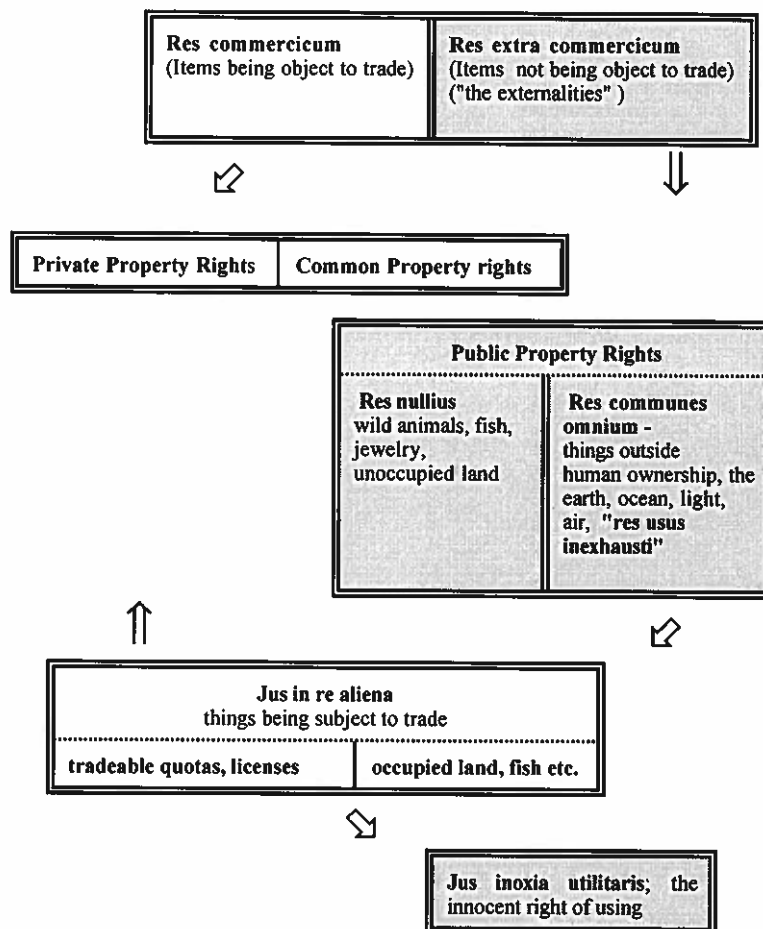 Res commercicum
(Items being object to trade)
Res extra commercicum
(Items not being object to trade)
("the externalities" )
Private Property Rights
Common Property rights
Public Property Rights
Res nullius
wild animals, fish,
jewelry,
unoccupied land
Res communes
omnium -
things outside
human ownership, the
earth, ocean, light,
air, "res usus
inexhausti"
Jus in re aliena
things being subject to trade
tradeable quotas, licenses
occupied land, fish etc.
Jus inoxia utilitaris; the
innocent right of using